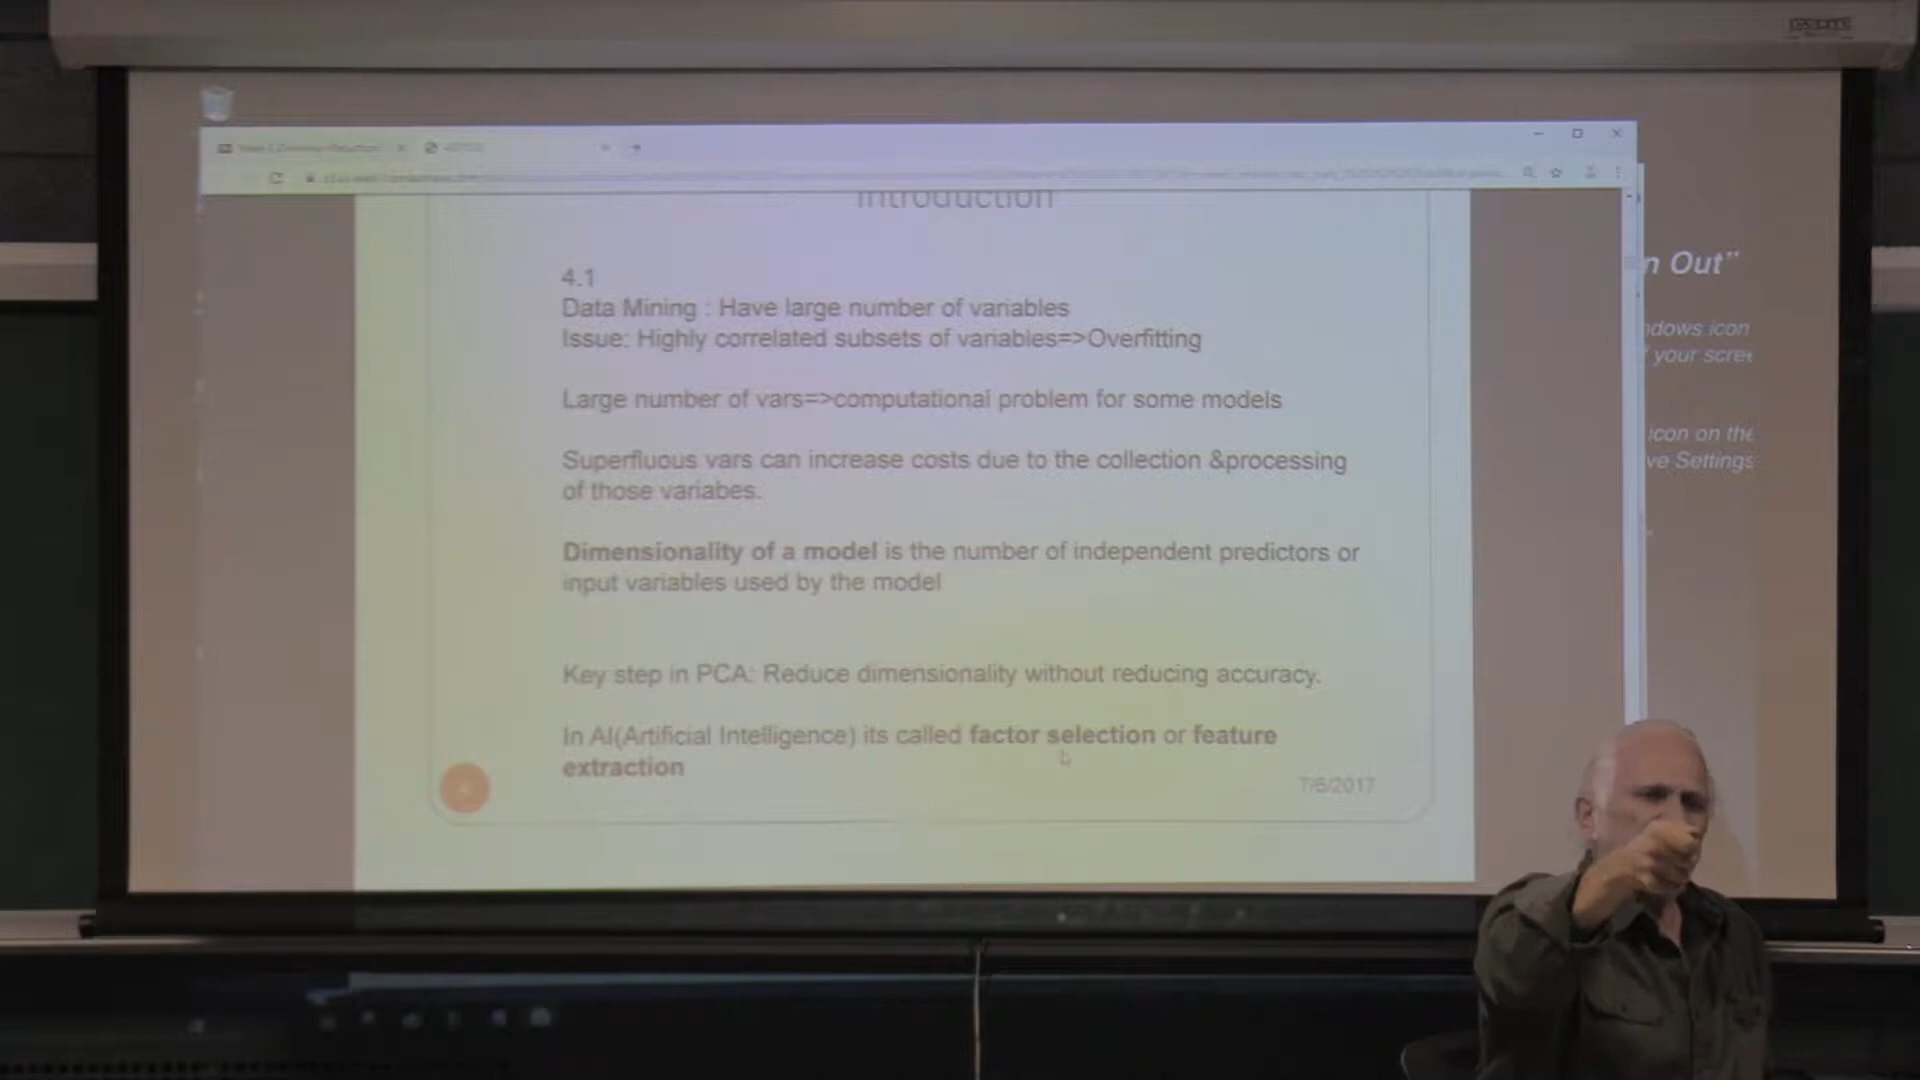 Introduction
4.1
Data Mining : Have large number of variables
Issue: Highly correlated subsets of variables=>Overfitting
Large number of vars=>computational problem for some models
Superfluous vars can increase costs due to the collection &processing
of those variabes.
Dimensionality of a model is the number of independent predictors or
input variables used by the model
Key step in PCA: Reduce dimensionality without reducing accuracy.
In AI(Artificial Intelligence) its called factor selection or feature
extraction
7/6/2017
n Out”
dows icon
your scree
icon on the
ve Settings